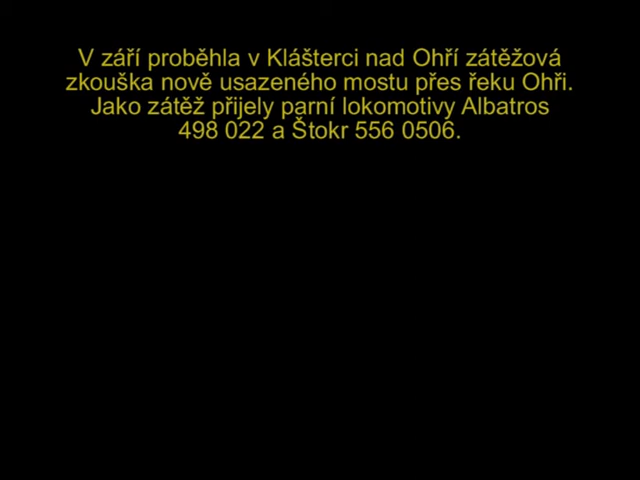 V září proběhla v Klášterci nad Ohří zátěžová
zkouška nově usazeného mostu přes řeku Ohři.
Jako zátěž přijely parní lokomotivy Albatros
498 022 a Štokr 556 0506.